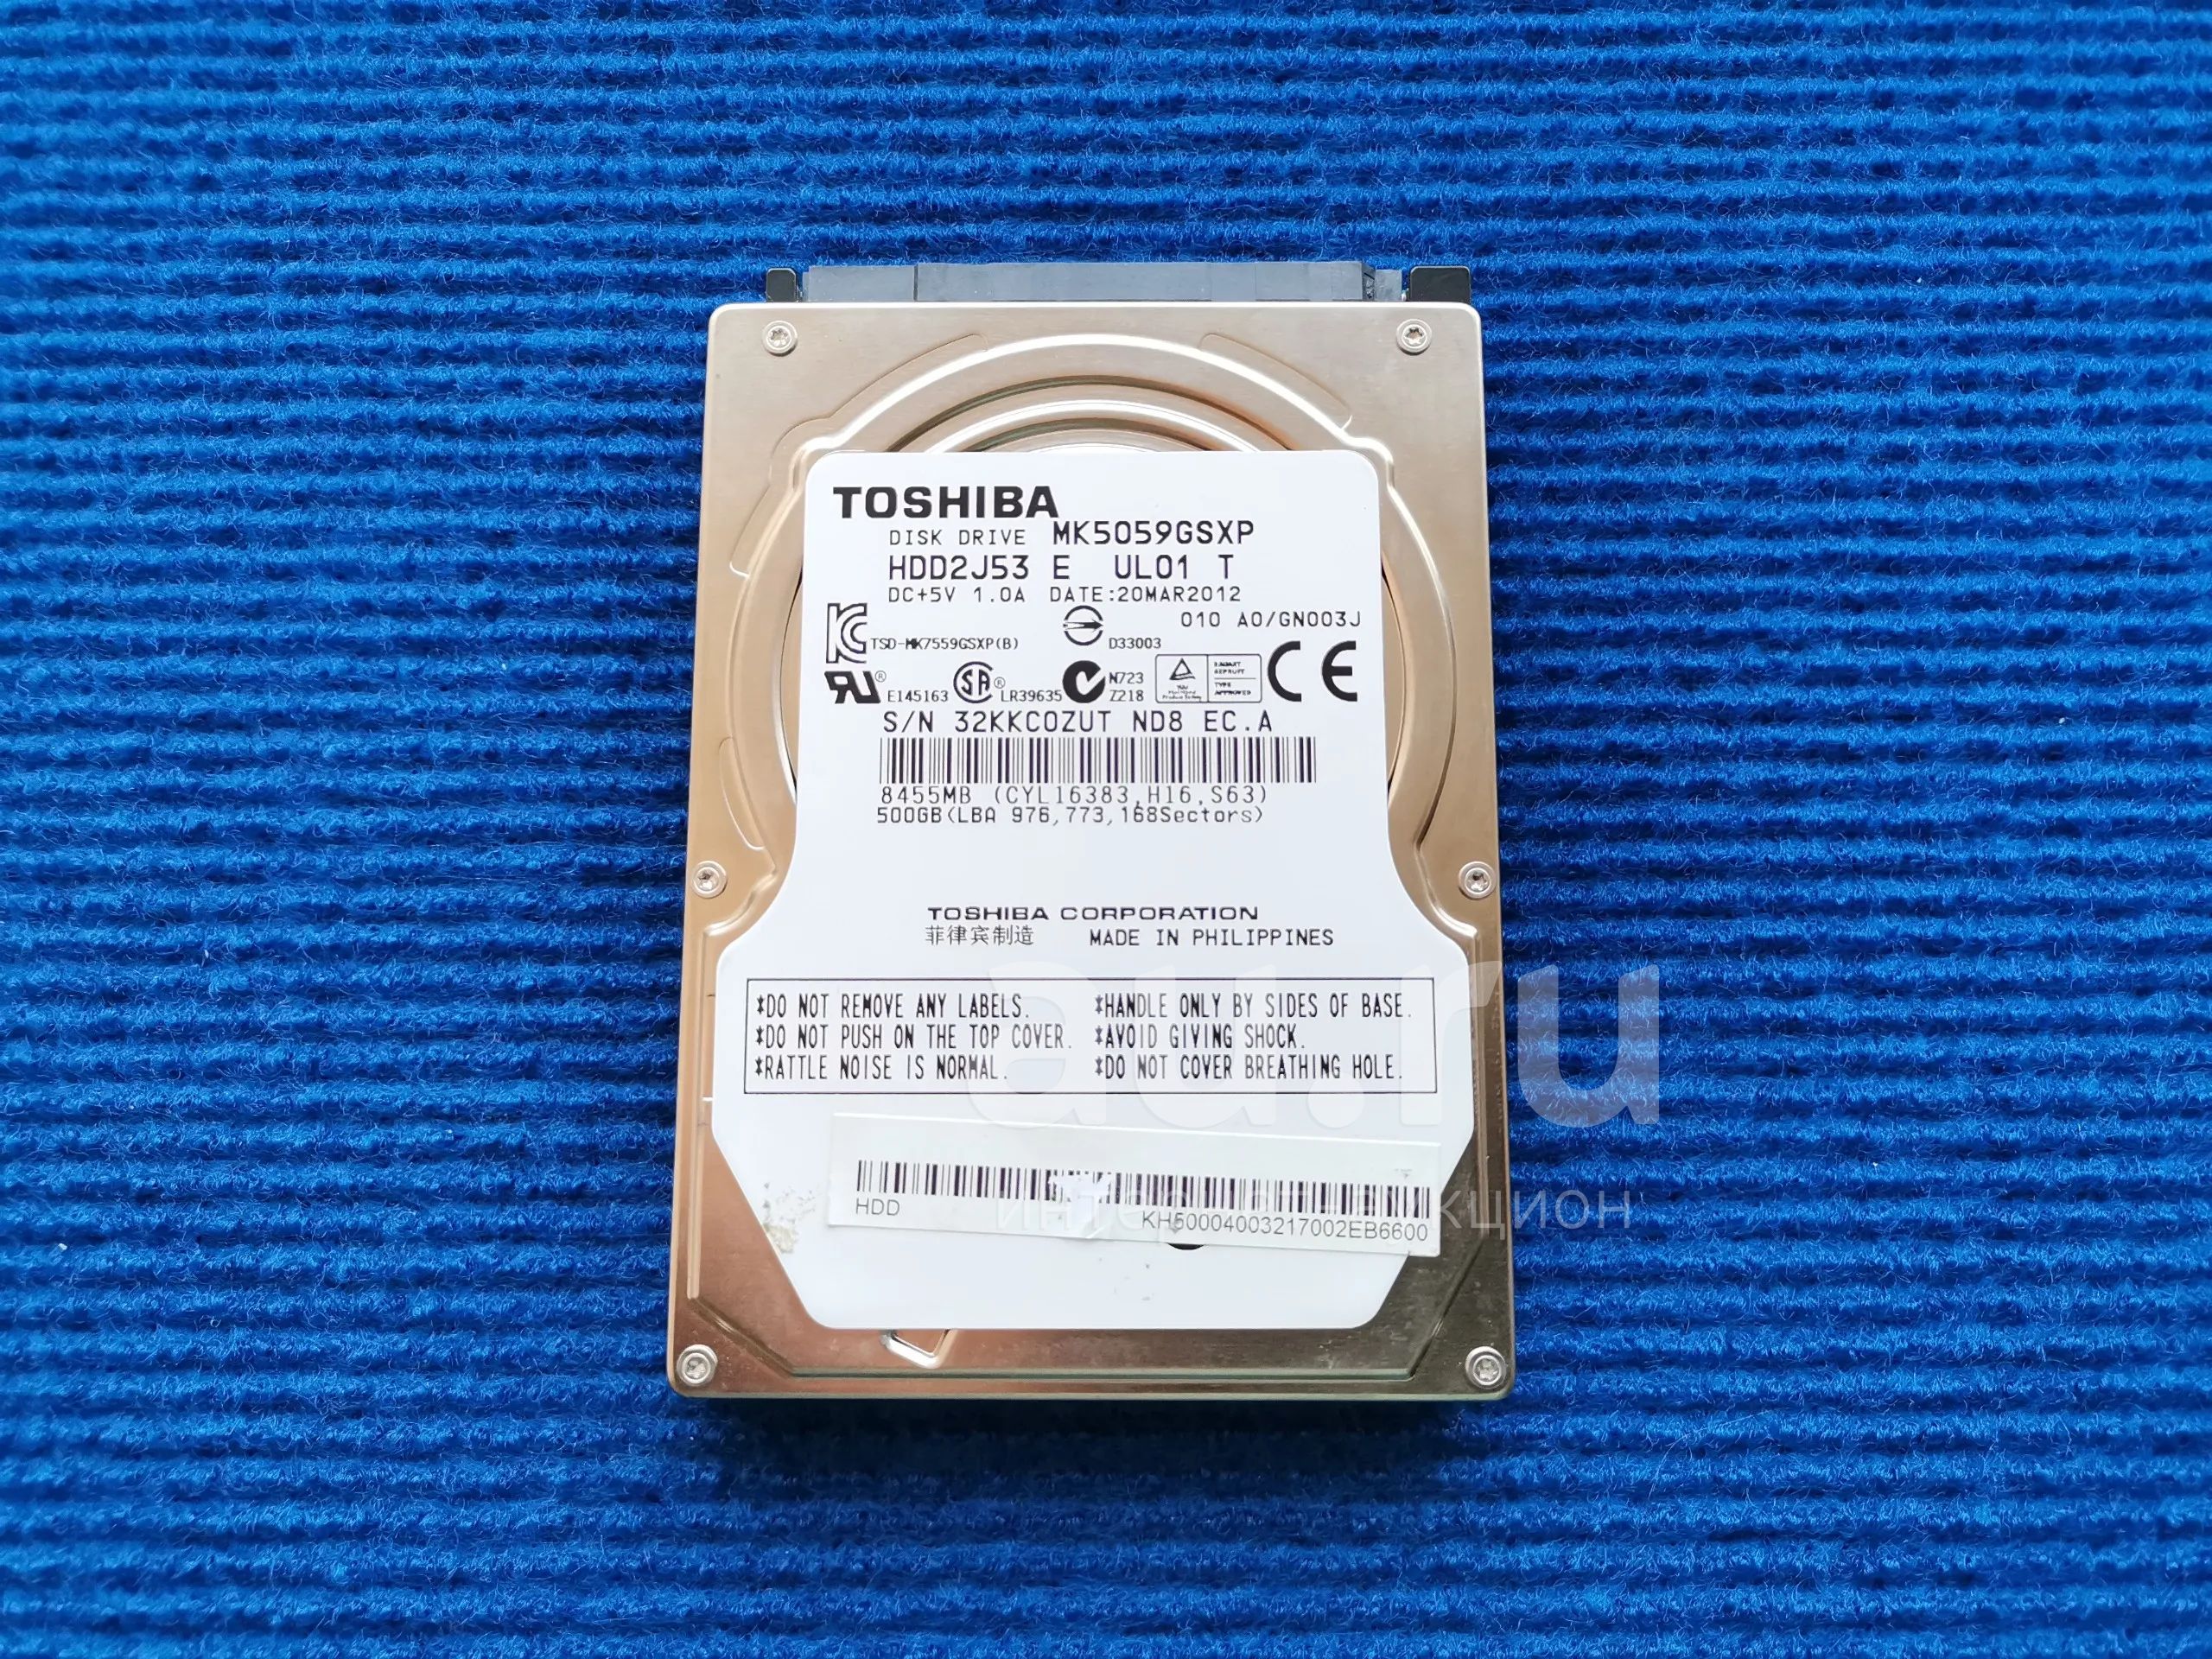 TOSHIBA
DISK DRIVE MK5059GSXP
HDD2J53 E UL01 T
DC+5V 1.0A DATE:20MAR2012
010 A0/GN003J
TSD-MK7559GSXP(B)
D33003
E145163
LR39635
N723
Z218
CE
S/N 32KKC0ZUT ND8 EC.A
8455MB (CYL16383,H16,S63)
500GB(LBA 976,773,168Sectors)
TOSHIBA CORPORATION
菲律宾制造 MADE IN PHILIPPINES
*DO NOT REMOVE ANY LABELS. *HANDLE ONLY BY SIDES OF BASE.
*DO NOT PUSH ON THE TOP COVER. *AVOID GIVING SHOCK.
*RATTLE NOISE IS NORMAL. *DO NOT COVER BREATHING HOLE.
au.ru
HDD
KH50004003217002EB6600